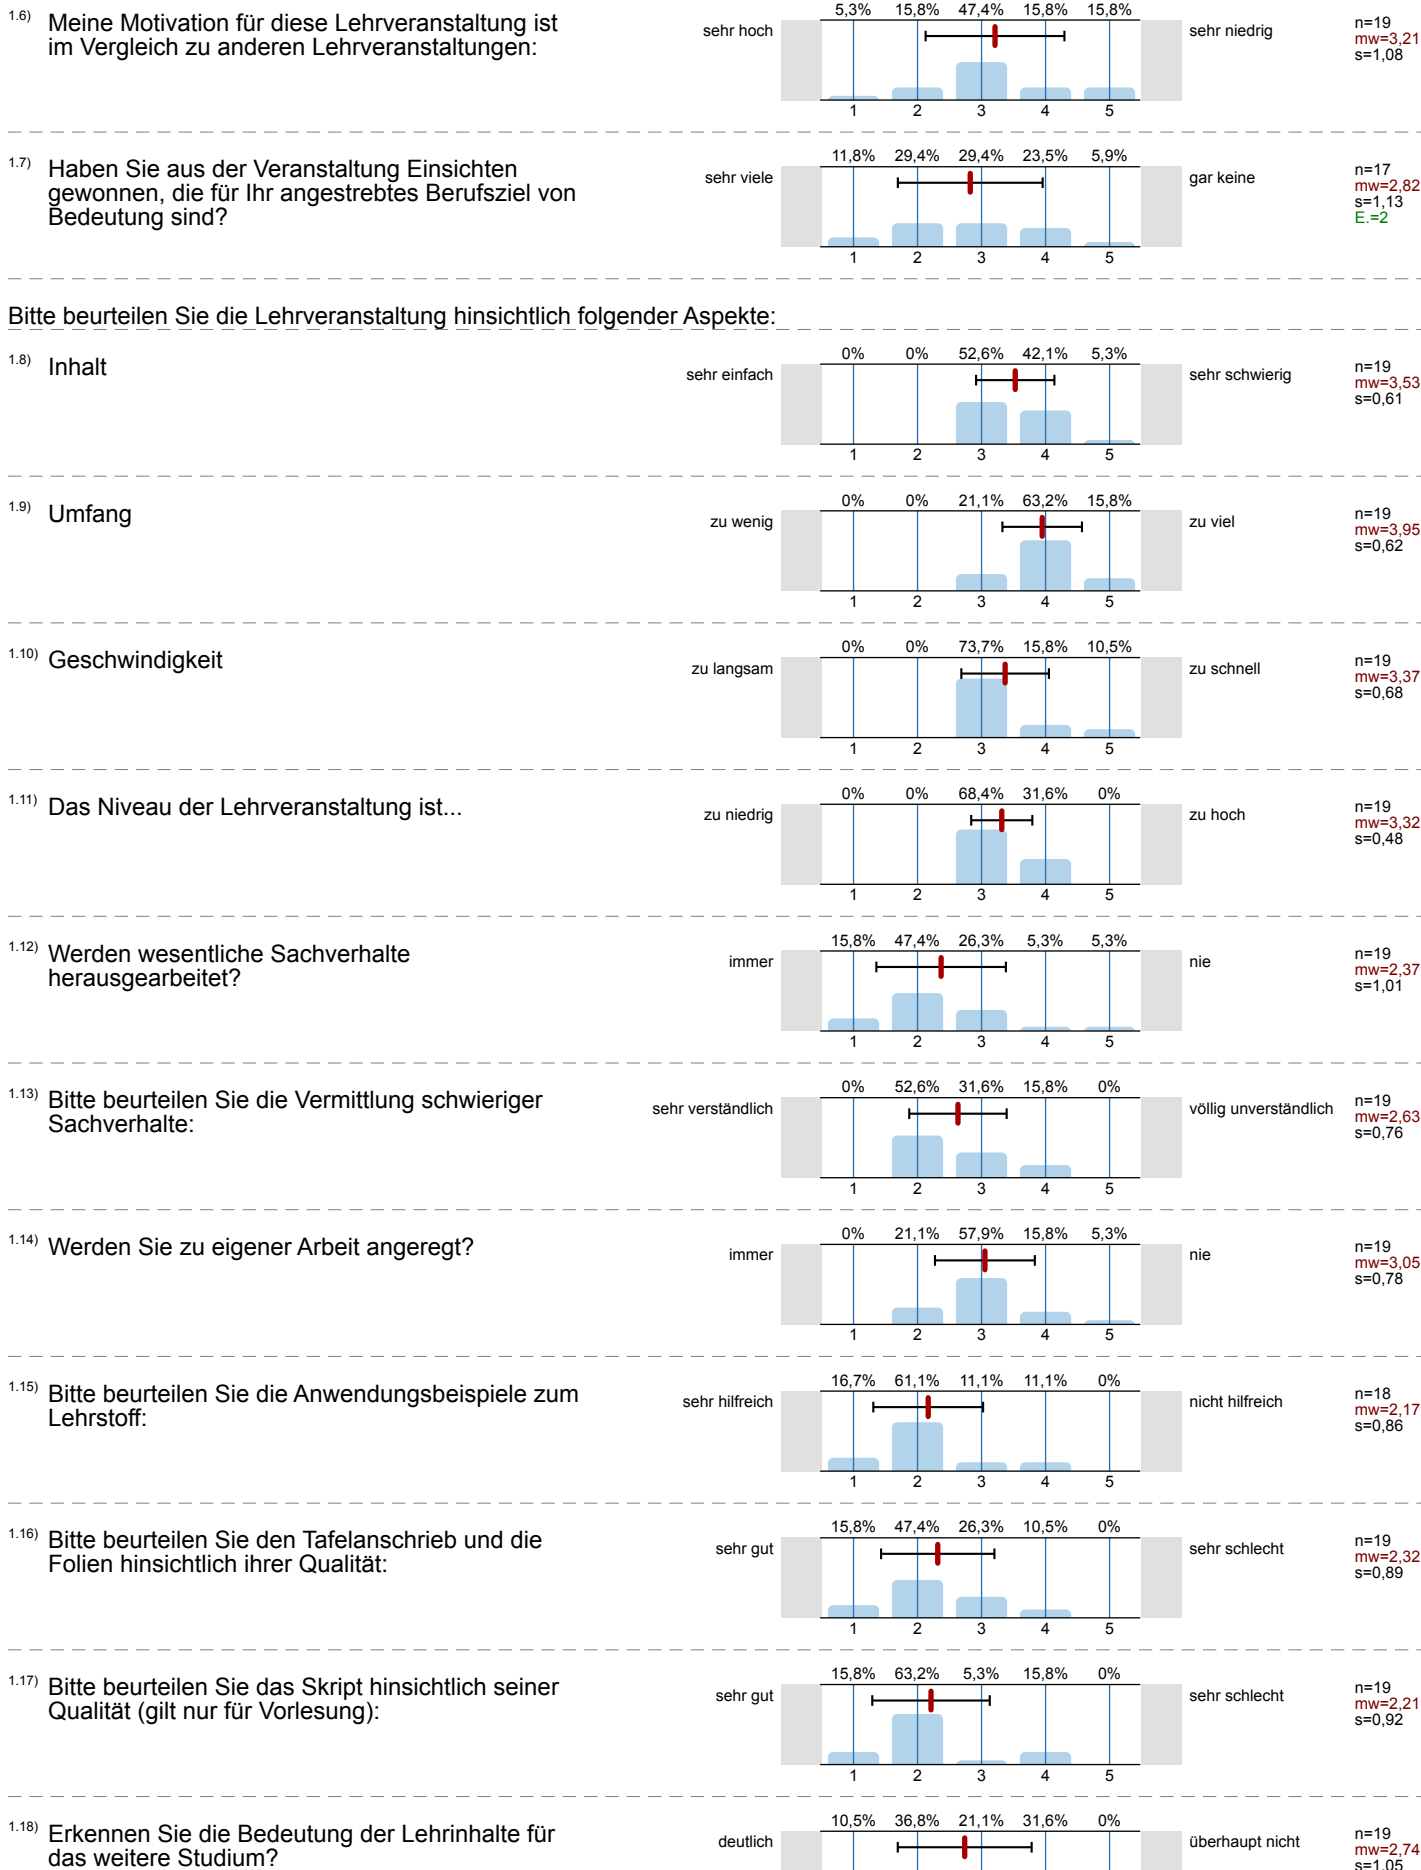 1.6) Meine Motivation für diese Lehrveranstaltung ist
im Vergleich zu anderen Lehrveranstaltungen:
5,3% 15,8% 47,4% 15,8% 15,8%
sehr hoch
sehr niedrig
1 2 3 4 5
n=19
mw=3,21
s=1,08
1.7) Haben Sie aus der Veranstaltung Einsichten
gewonnen, die für Ihr angestrebtes Berufsziel von
Bedeutung sind?
11,8% 29,4% 29,4% 23,5% 5,9%
sehr viele
gar keine
1 2 3 4 5
n=17
mw=2,82
s=1,13
E.=2
Bitte beurteilen Sie die Lehrveranstaltung hinsichtlich folgender Aspekte:
1.8) Inhalt
0% 0% 52,6% 42,1% 5,3%
sehr einfach
sehr schwierig
1 2 3 4 5
n=19
mw=3,53
s=0,61
1.9) Umfang
0% 0% 21,1% 63,2% 15,8%
zu wenig
zu viel
1 2 3 4 5
n=19
mw=3,95
s=0,62
1.10) Geschwindigkeit
0% 0% 73,7% 15,8% 10,5%
zu langsam
zu schnell
1 2 3 4 5
n=19
mw=3,37
s=0,68
1.11) Das Niveau der Lehrveranstaltung ist...
0% 0% 68,4% 31,6% 0%
zu niedrig
zu hoch
1 2 3 4 5
n=19
mw=3,32
s=0,48
1.12) Werden wesentliche Sachverhalte
herausgearbeitet?
15,8% 47,4% 26,3% 5,3% 5,3%
immer
nie
1 2 3 4 5
n=19
mw=2,37
s=1,01
1.13) Bitte beurteilen Sie die Vermittlung schwieriger
Sachverhalte:
0% 52,6% 31,6% 15,8% 0%
sehr verständlich
völlig unverständlich
1 2 3 4 5
n=19
mw=2,63
s=0,76
1.14) Werden Sie zu eigener Arbeit angeregt?
0% 21,1% 57,9% 15,8% 5,3%
immer
nie
1 2 3 4 5
n=19
mw=3,05
s=0,78
1.15) Bitte beurteilen Sie die Anwendungsbeispiele zum
Lehrstoff:
16,7% 61,1% 11,1% 11,1% 0%
sehr hilfreich
nicht hilfreich
1 2 3 4 5
n=18
mw=2,17
s=0,86
1.16) Bitte beurteilen Sie den Tafelanschrieb und die
Folien hinsichtlich ihrer Qualität:
15,8% 47,4% 26,3% 10,5% 0%
sehr gut
sehr schlecht
1 2 3 4 5
n=19
mw=2,32
s=0,89
1.17) Bitte beurteilen Sie das Skript hinsichtlich seiner
Qualität (gilt nur für Vorlesung):
15,8% 63,2% 5,3% 15,8% 0%
sehr gut
sehr schlecht
1 2 3 4 5
n=19
mw=2,21
s=0,92
1.18) Erkennen Sie die Bedeutung der Lehrinhalte für
das weitere Studium?
10,5% 36,8% 21,1% 31,6% 0%
deutlich
überhaupt nicht
n=19
mw=2,74
s=1,05